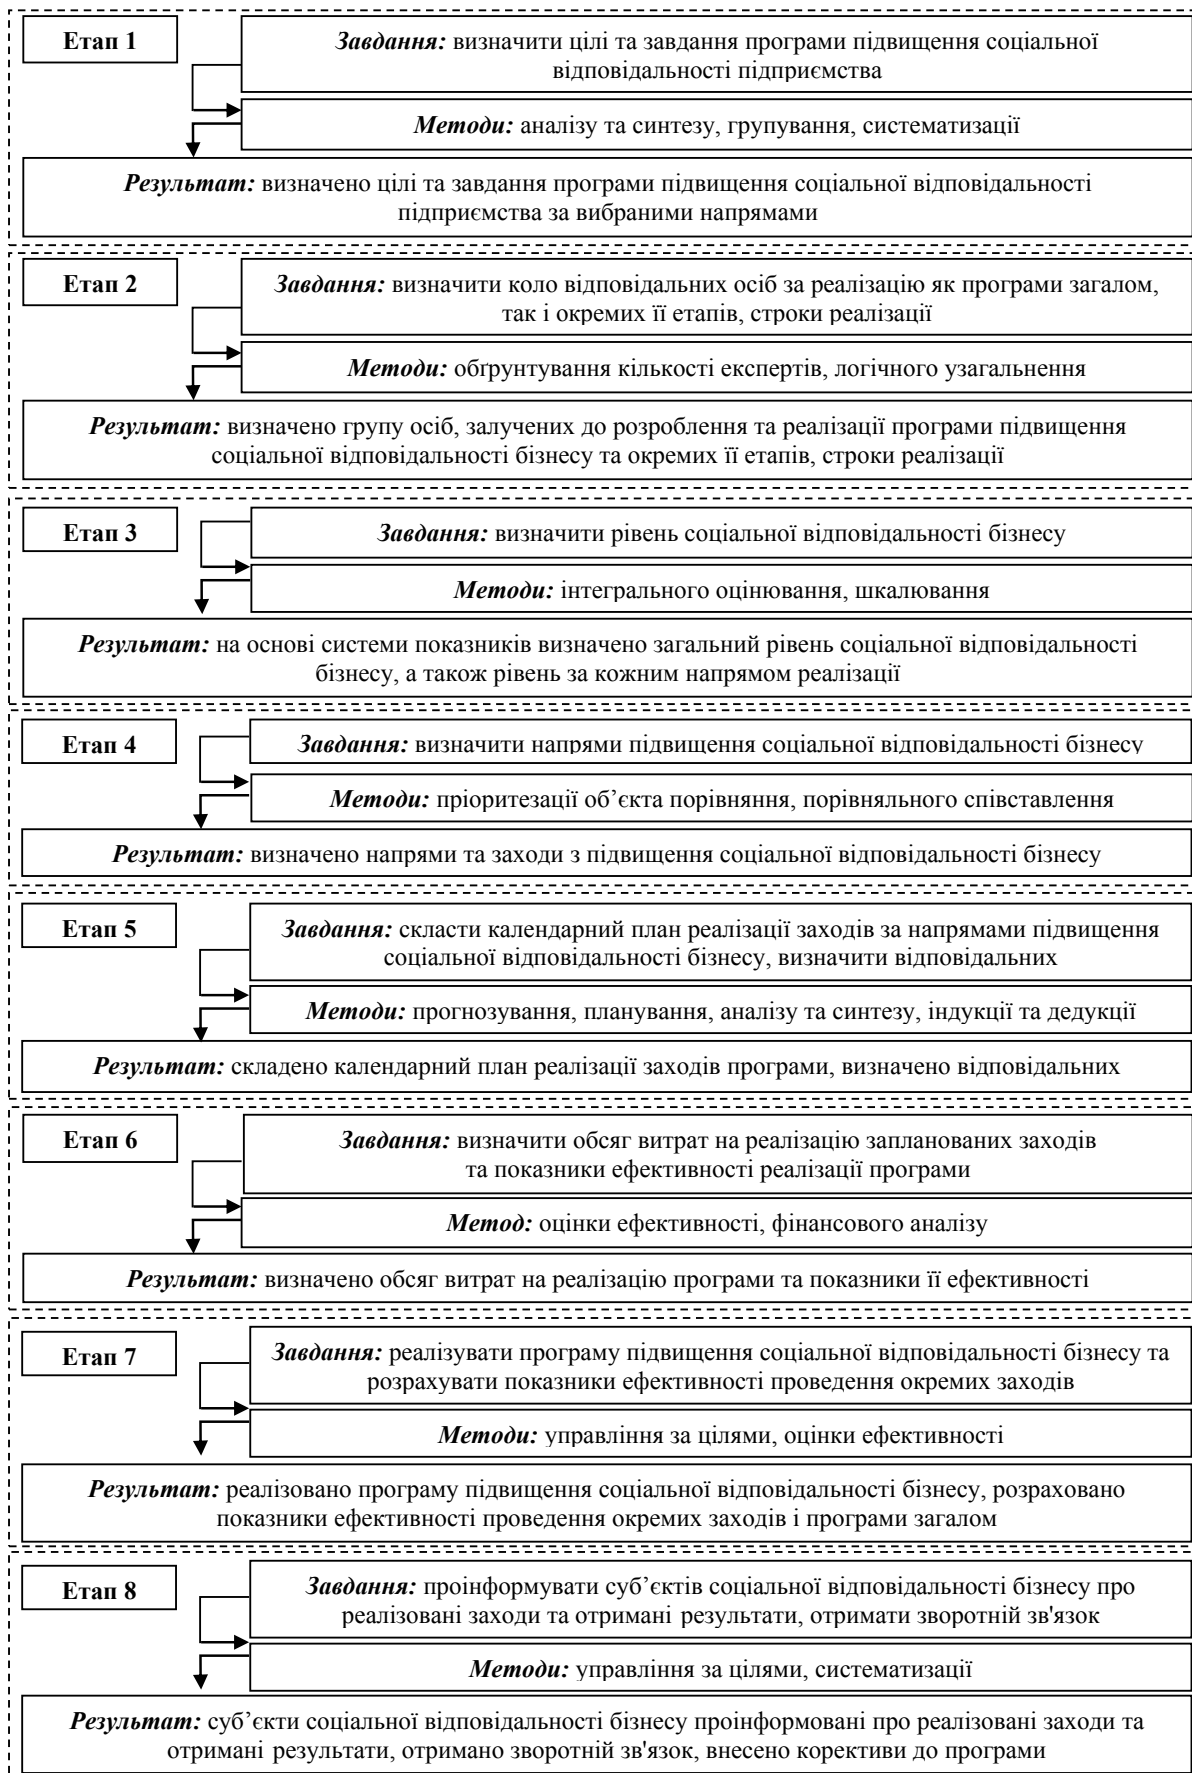 Етап 1
Завдання: визначити цілі та завдання програми підвищення соціальної
відповідальності підприємства
Методи: аналізу та синтезу, групування, систематизації
Результат: визначено цілі та завдання програми підвищення соціальної відповідальності
підприємства за вибраними напрямами
Етап 2
Завдання: визначити коло відповідальних осіб за реалізацію як програми загалом,
так і окремих її етапів, строки реалізації
Методи: обґрунтування кількості експертів, логічного узагальнення
Результат: визначено групу осіб, залучених до розроблення та реалізації програми підвищення
соціальної відповідальності бізнесу та окремих її етапів, строки реалізації
Етап 3
Завдання: визначити рівень соціальної відповідальності бізнесу
Методи: інтегрального оцінювання, шкалювання
Результат: на основі системи показників визначено загальний рівень соціальної відповідальності
бізнесу, а також рівень за кожним напрямом реалізації
Етап 4
Завдання: визначити напрями підвищення соціальної відповідальності бізнесу
Методи: пріоритезації об’єкта порівняння, порівняльного співставлення
Результат: визначено напрями та заходи з підвищення соціальної відповідальності бізнесу
Етап 5
Завдання: скласти календарний план реалізації заходів за напрямами підвищення
соціальної відповідальності бізнесу, визначити відповідальних
Методи: прогнозування, планування, аналізу та синтезу, індукції та дедукції
Результат: складено календарний план реалізації заходів програми, визначено відповідальних
Етап 6
Завдання: визначити обсяг витрат на реалізацію запланованих заходів
та показники ефективності реалізації програми
Метод: оцінки ефективності, фінансового аналізу
Результат: визначено обсяг витрат на реалізацію програми та показники її ефективності
Етап 7
Завдання: реалізувати програму підвищення соціальної відповідальності бізнесу та
розрахувати показники ефективності проведення окремих заходів
Методи: управління за цілями, оцінки ефективності
Результат: реалізовано програму підвищення соціальної відповідальності бізнесу, розраховано
показники ефективності проведення окремих заходів і програми загалом
Етап 8
Завдання: проінформувати суб’єктів соціальної відповідальності бізнесу про
реалізовані заходи та отримані результати, отримати зворотній зв'язок
Методи: управління за цілями, систематизації
Результат: суб’єкти соціальної відповідальності бізнесу проінформовані про реалізовані заходи та
отримані результати, отримано зворотній зв'язок, внесено корективи до програми